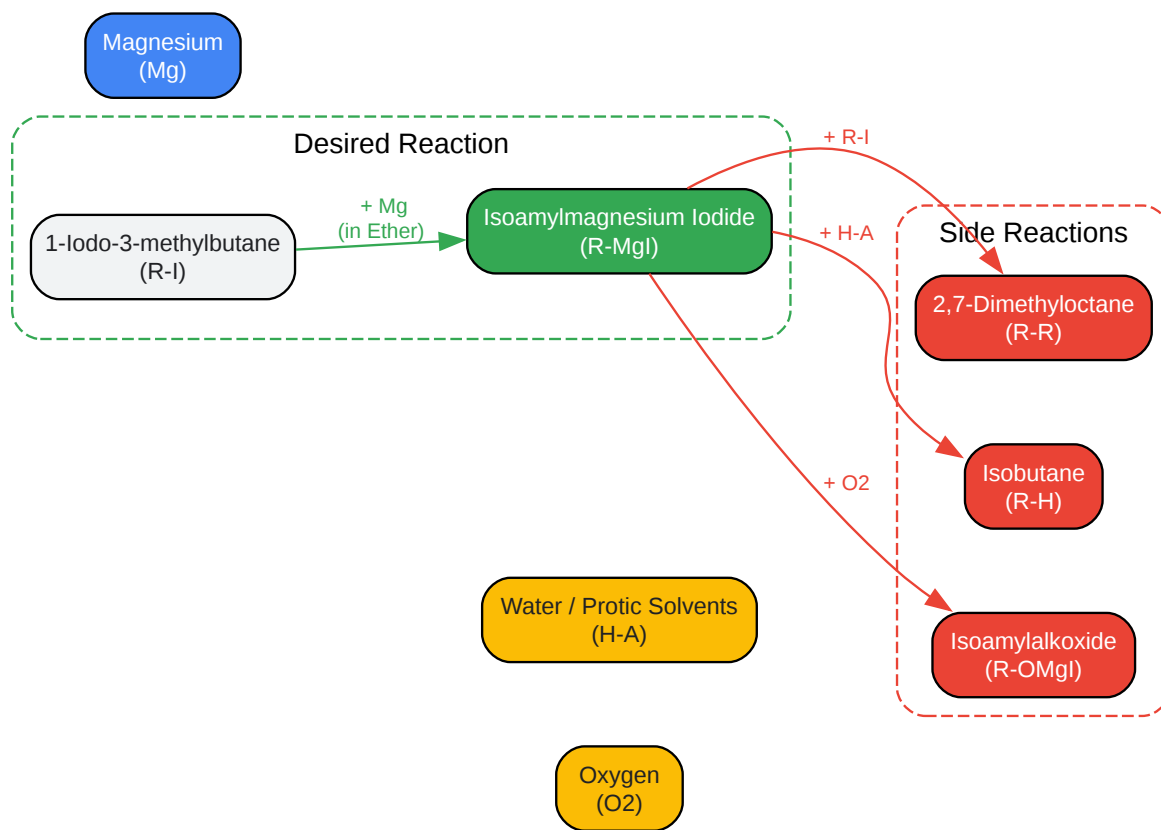 Magnesium
(Mg)
Desired Reaction
+ R-I
+ Mg
(in Ether)
Isoamylmagnesium Iodide
(R-MgI)
1-Iodo-3-methylbutane
(R-I)
+ H-A
Side Reactions
2,7-Dimethyloctane
(R-R)
Isobutane
(R-H)
+ O2
Water / Protic Solvents
(H-A)
Isoamylalkoxide
(R-OMgI)
Oxygen
(O2)